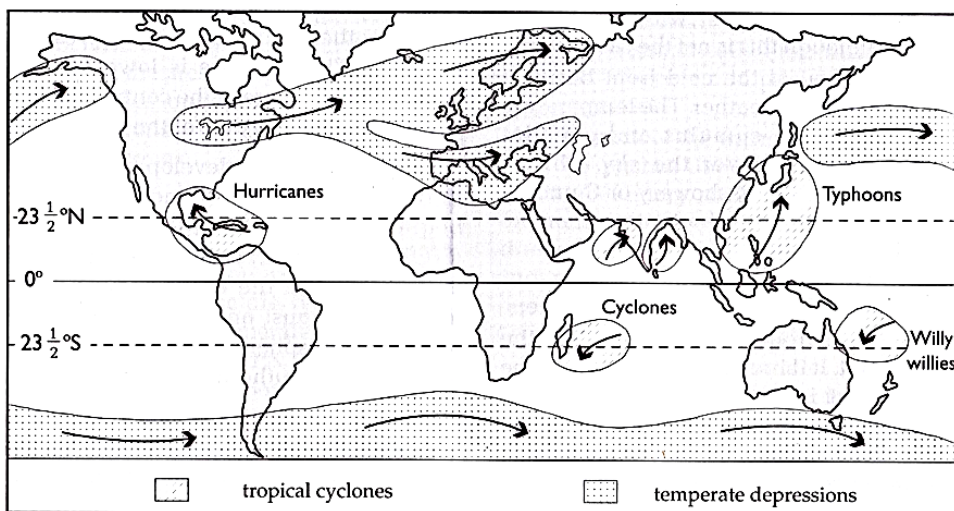 Hurricanes
Typhoons
23 1/2 °N
0°
Cyclones
23 1/2 °S
Willy
willies
tropical cyclones
temperate depressions